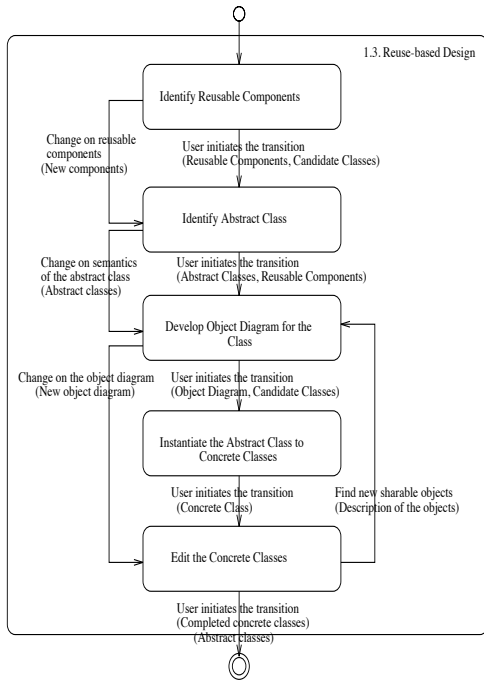 1.3. Reuse-based Design
Identify Reusable Components
Change on reusable
components
(New components)
User initiates the transition
(Reusable Components, Candidate Classes)
Identify Abstract Class
Change on semantics
of the abstract class
(Abstract classes)
User initiates the transition
(Abstract Classes, Reusable Components)
Develop Object Diagram for the
Class
Change on the object diagram
(New object diagram)
User initiates the transition
(Object Diagram, Candidate Classes)
Instantiate the Abstract Class to
Concrete Classes
User initiates the transition
(Concrete Class)
Find new sharable objects
(Description of the objects)
Edit the Concrete Classes
User initiates the transition
(Completed concrete classes)
(Abstract classes)